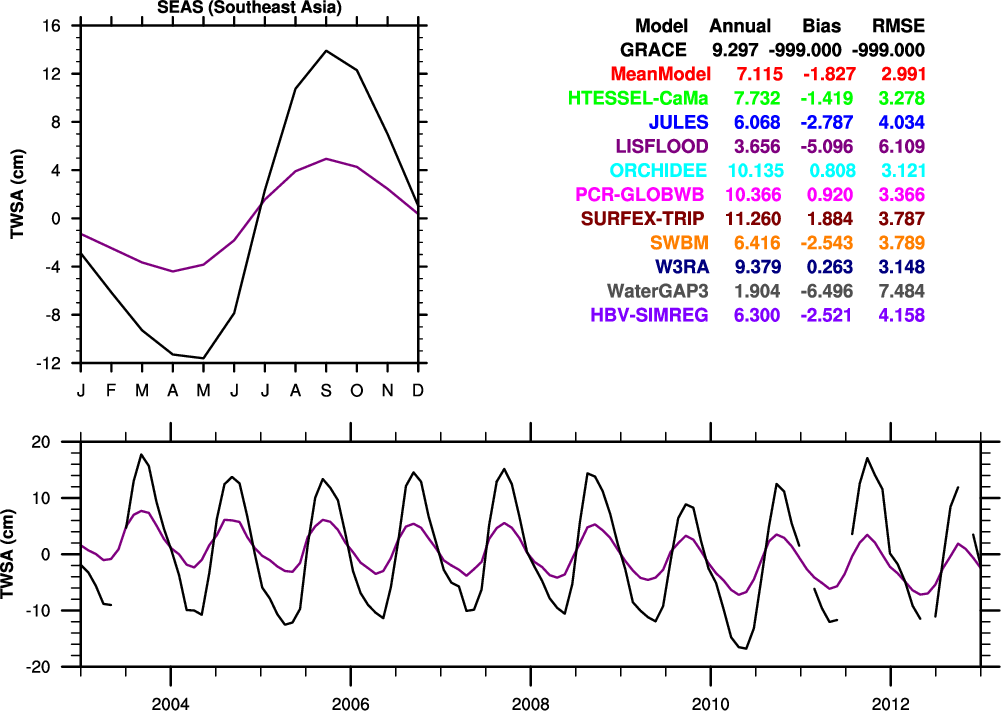 SEAS (Southeast Asia)
16
12
8
4
0
-4
-8
-12
TWSA (cm)
J F M A M J J A S O N D
Model Annual Bias RMSE
GRACE 9.297 -999.000 -999.000
MeanModel 7.115 -1.827 2.991
HTESSEL-CaMa 7.732 -1.419 3.278
JULES 6.068 -2.787 4.034
LISFLOOD 3.656 -5.096 6.109
ORCHIDEE 10.135 0.808 3.121
PCR-GLOBWB 10.366 0.920 3.366
SURFEX-TRIP 11.260 1.884 3.787
SWBM 6.416 -2.543 3.789
W3RA 9.379 0.263 3.148
WaterGAP3 1.904 -6.496 7.484
HBV-SIMREG 6.300 -2.521 4.158
20
10
0
-10
-20
TWSA (cm)
2004 2006 2008 2010 2012